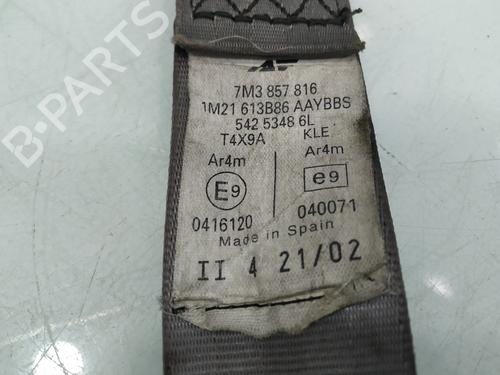 7M3 857 816
1M21 613B86 AAYBBS
542 5348 6L
T4X9A KLE
Ar4m Ar4m
E9 e9
0416120 040071
Made in Spain
II 4 21/02
B-PARTS